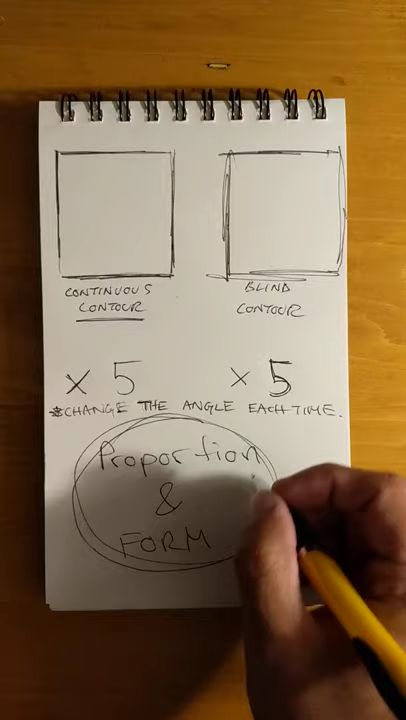 CONTINUOUS
CONTOUR
BLIND
CONTOUR
× 5
× 5
*CHANGE THE ANGLE EACH TIME.
Proportion
&
FORM